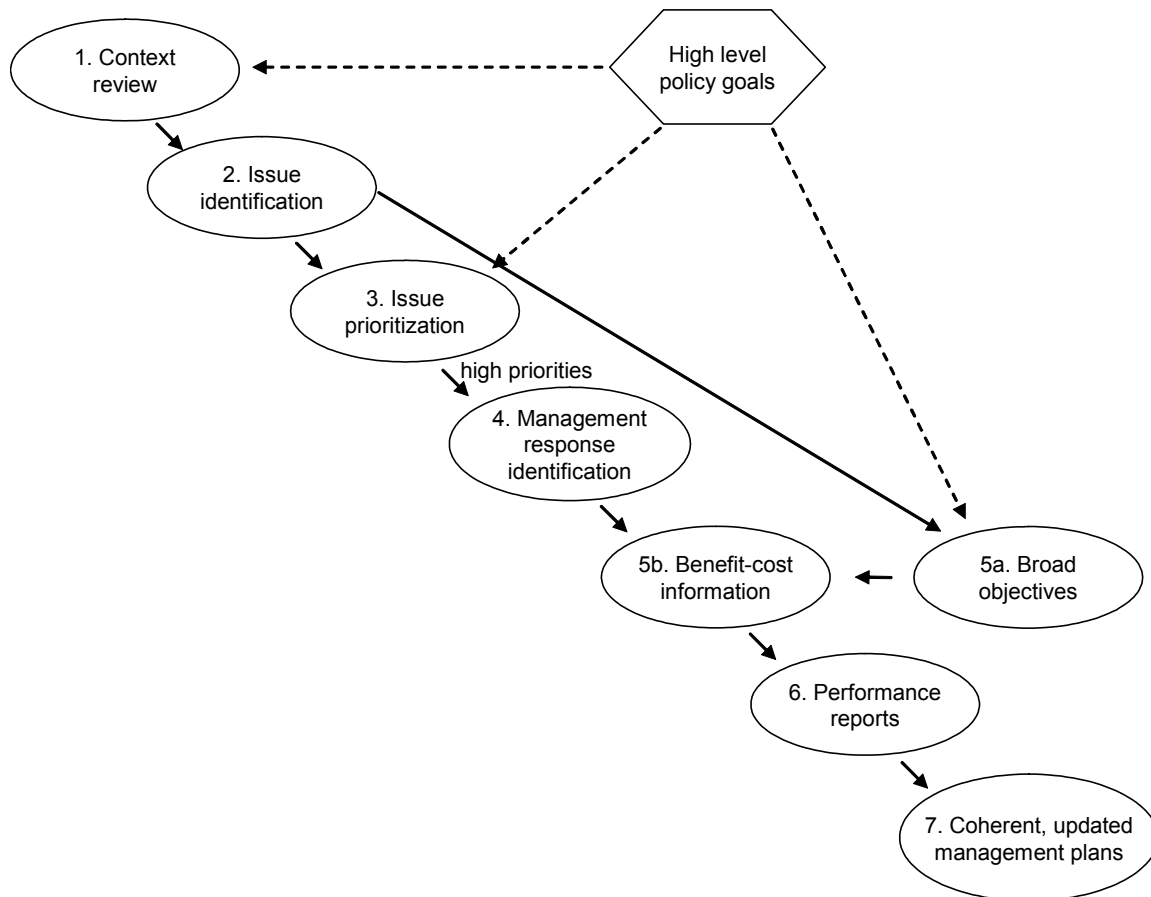 1. Context
review
High level
policy goals
2. Issue
identification
3. Issue
prioritization
high priorities
4. Management
response
identification
5b. Benefit-cost
information
5a. Broad
objectives
6. Performance
reports
7. Coherent, updated
management plans